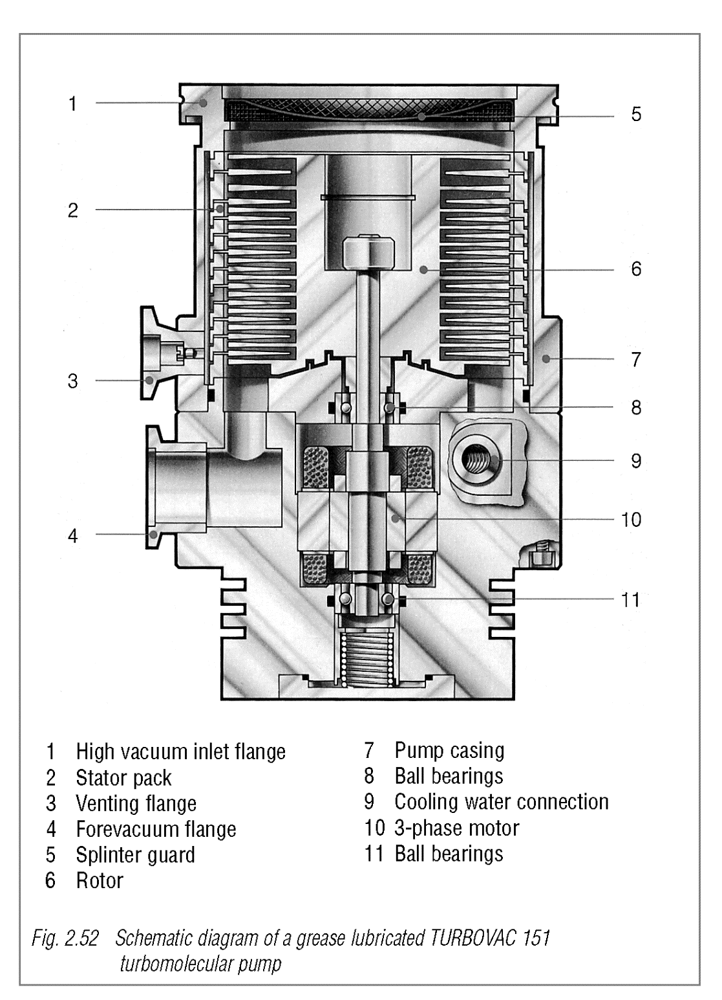 1
5
2
6
7
3
8
9
10
4
11
1 High vacuum inlet flange
2 Stator pack
3 Venting flange
4 Forevacuum flange
5 Splinter guard
6 Rotor
7 Pump casing
8 Ball bearings
9 Cooling water connection
10 3-phase motor
11 Ball bearings
Fig. 2.52 Schematic diagram of a grease lubricated TURBOVAC 151
turbomolecular pump